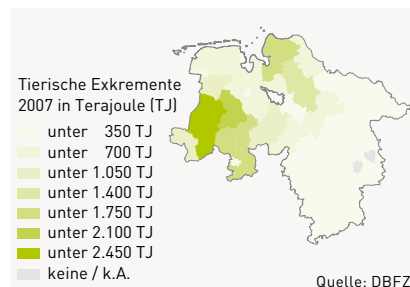 Tierische Exkremente
2007 in Terajoule (TJ)
unter 350 TJ
unter 700 TJ
unter 1.050 TJ
unter 1.400 TJ
unter 1.750 TJ
unter 2.100 TJ
unter 2.450 TJ
keine / k.A.
Quelle: DBFZ